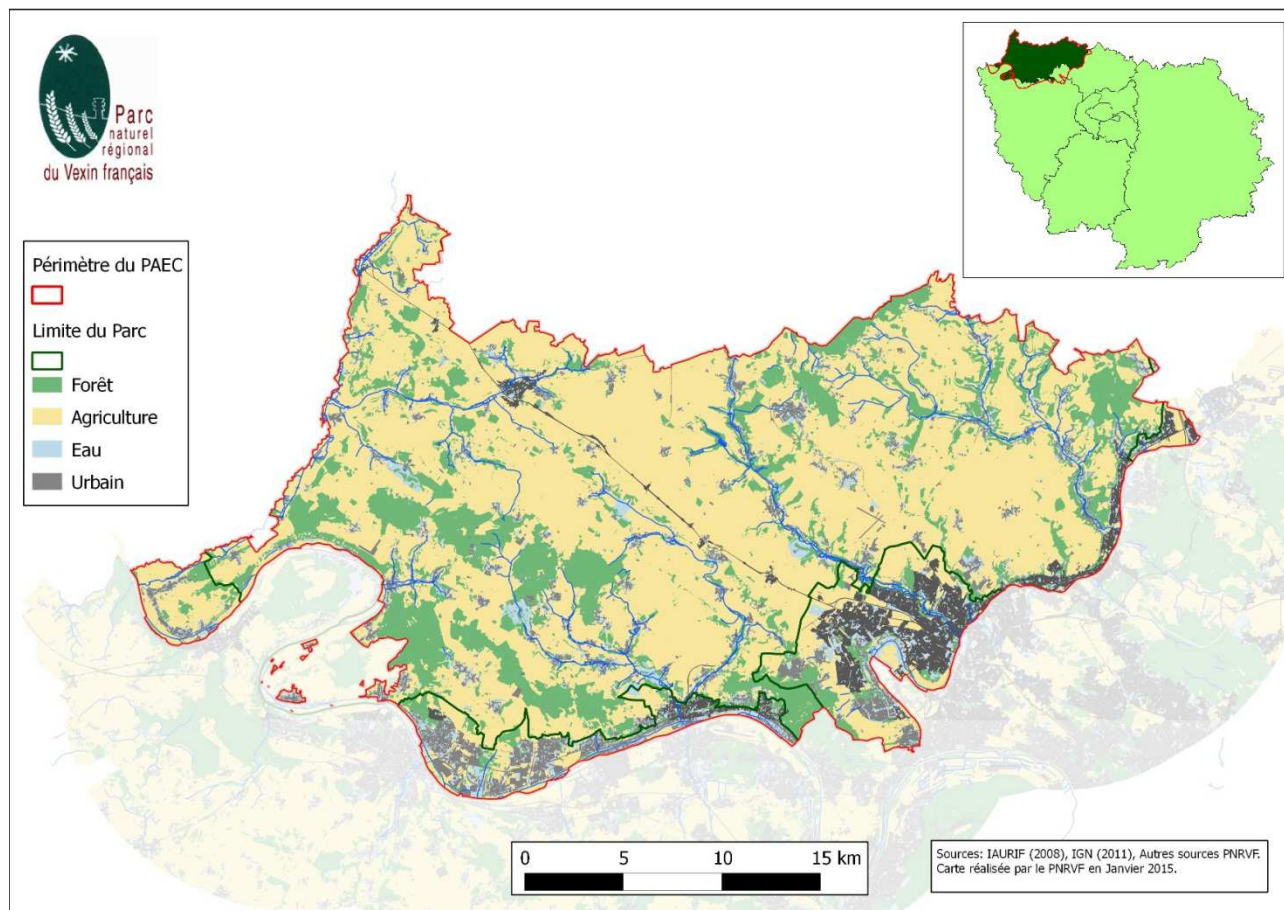 Parc
naturel
régional
du Vexin français
Périmètre du PAEC
Limite du Parc
Forêt
Agriculture
Eau
Urbain
0 5 10 15 km
Sources: IAURIF (2008), IGN (2011), Autres sources PNRVF.
Carte réalisée par le PNRVF en Janvier 2015.